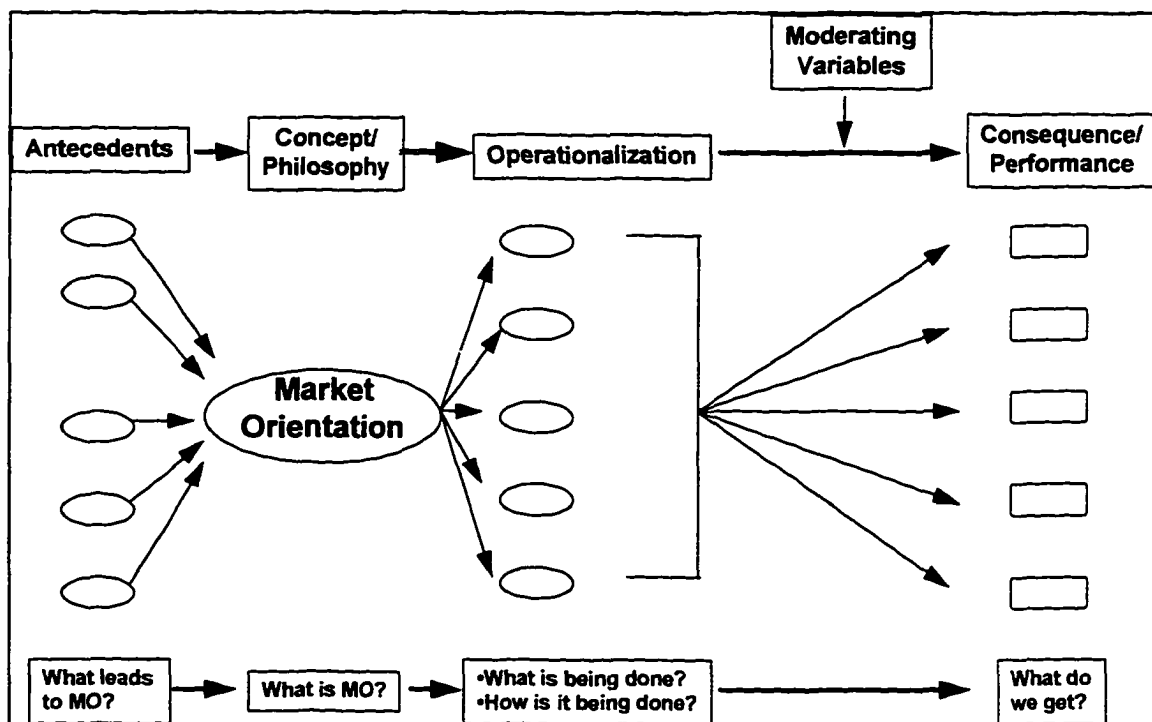 Moderating
Variables
Antecedents
Concept/
Philosophy
Operationalization
Consequence/
Performance
Market
Orientation
What leads
to MO?
What is MO?
•What is being done?
•How is it being done?
What do
we get?